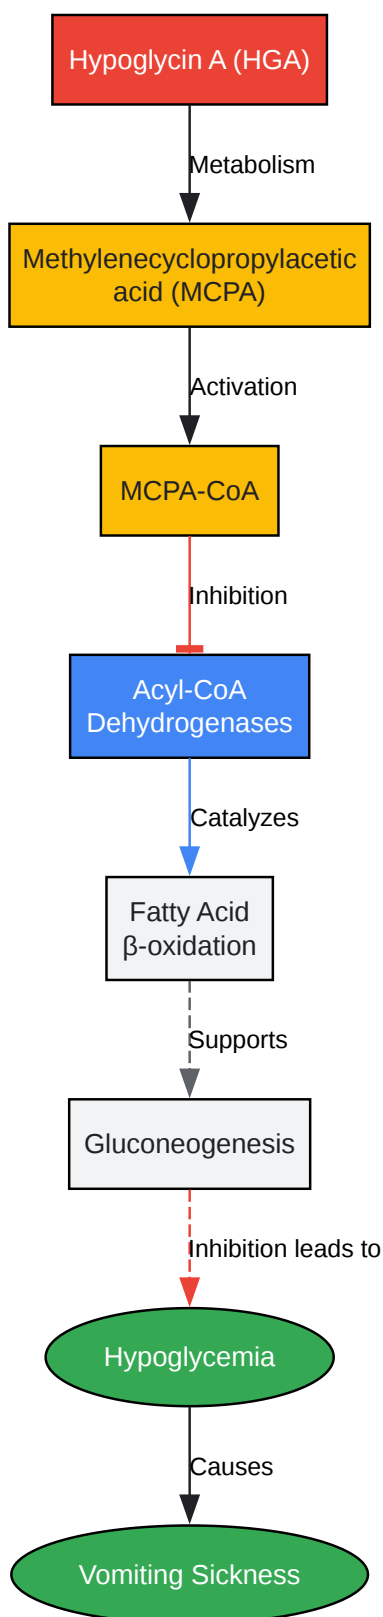 Hypoglycin A (HGA)
Metabolism
Methylenecyclopropylacetic
acid (MCPA)
Activation
MCPA-CoA
Inhibition
Acyl-CoA
Dehydrogenases
Catalyzes
Fatty Acid
β-oxidation
Supports
Gluconeogenesis
Inhibition leads to
Hypoglycemia
Causes
Vomiting Sickness